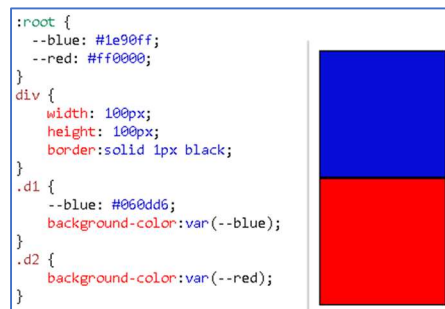 :root {
--blue: #1e90ff;
--red: #ff0000;
}
div {
width: 100px;
height: 100px;
border:solid 1px black;
}
.d1 {
--blue: #060dd6;
background-color:var(--blue);
}
.d2 {
background-color:var(--red);
}